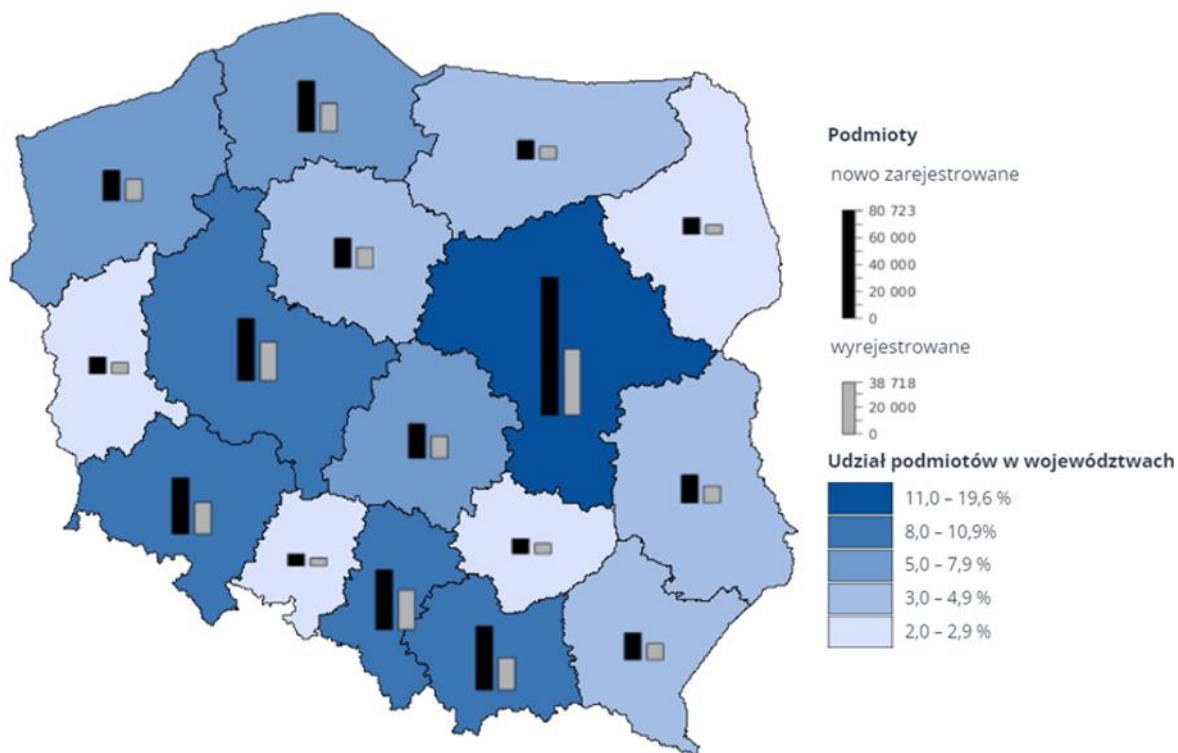 Podmioty
nowo zarejestrowane
80 723
60 000
40 000
20 000
0
wyrejestrowane
38 718
20 000
0
Udział podmiotów w województwach
11,0 – 19,6 %
8,0 – 10,9%
5,0 – 7,9 %
3,0 – 4,9 %
2,0 – 2,9 %